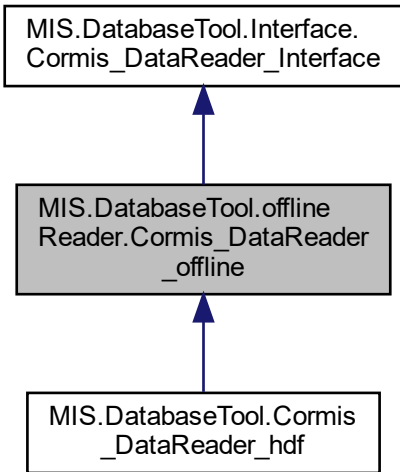 MIS.DatabaseTool.Interface.
Cormis_DataReader_Interface
MIS.DatabaseTool.offline
Reader.Cormis_DataReader
_offline
MIS.DatabaseTool.Cormis
_DataReader_hdf